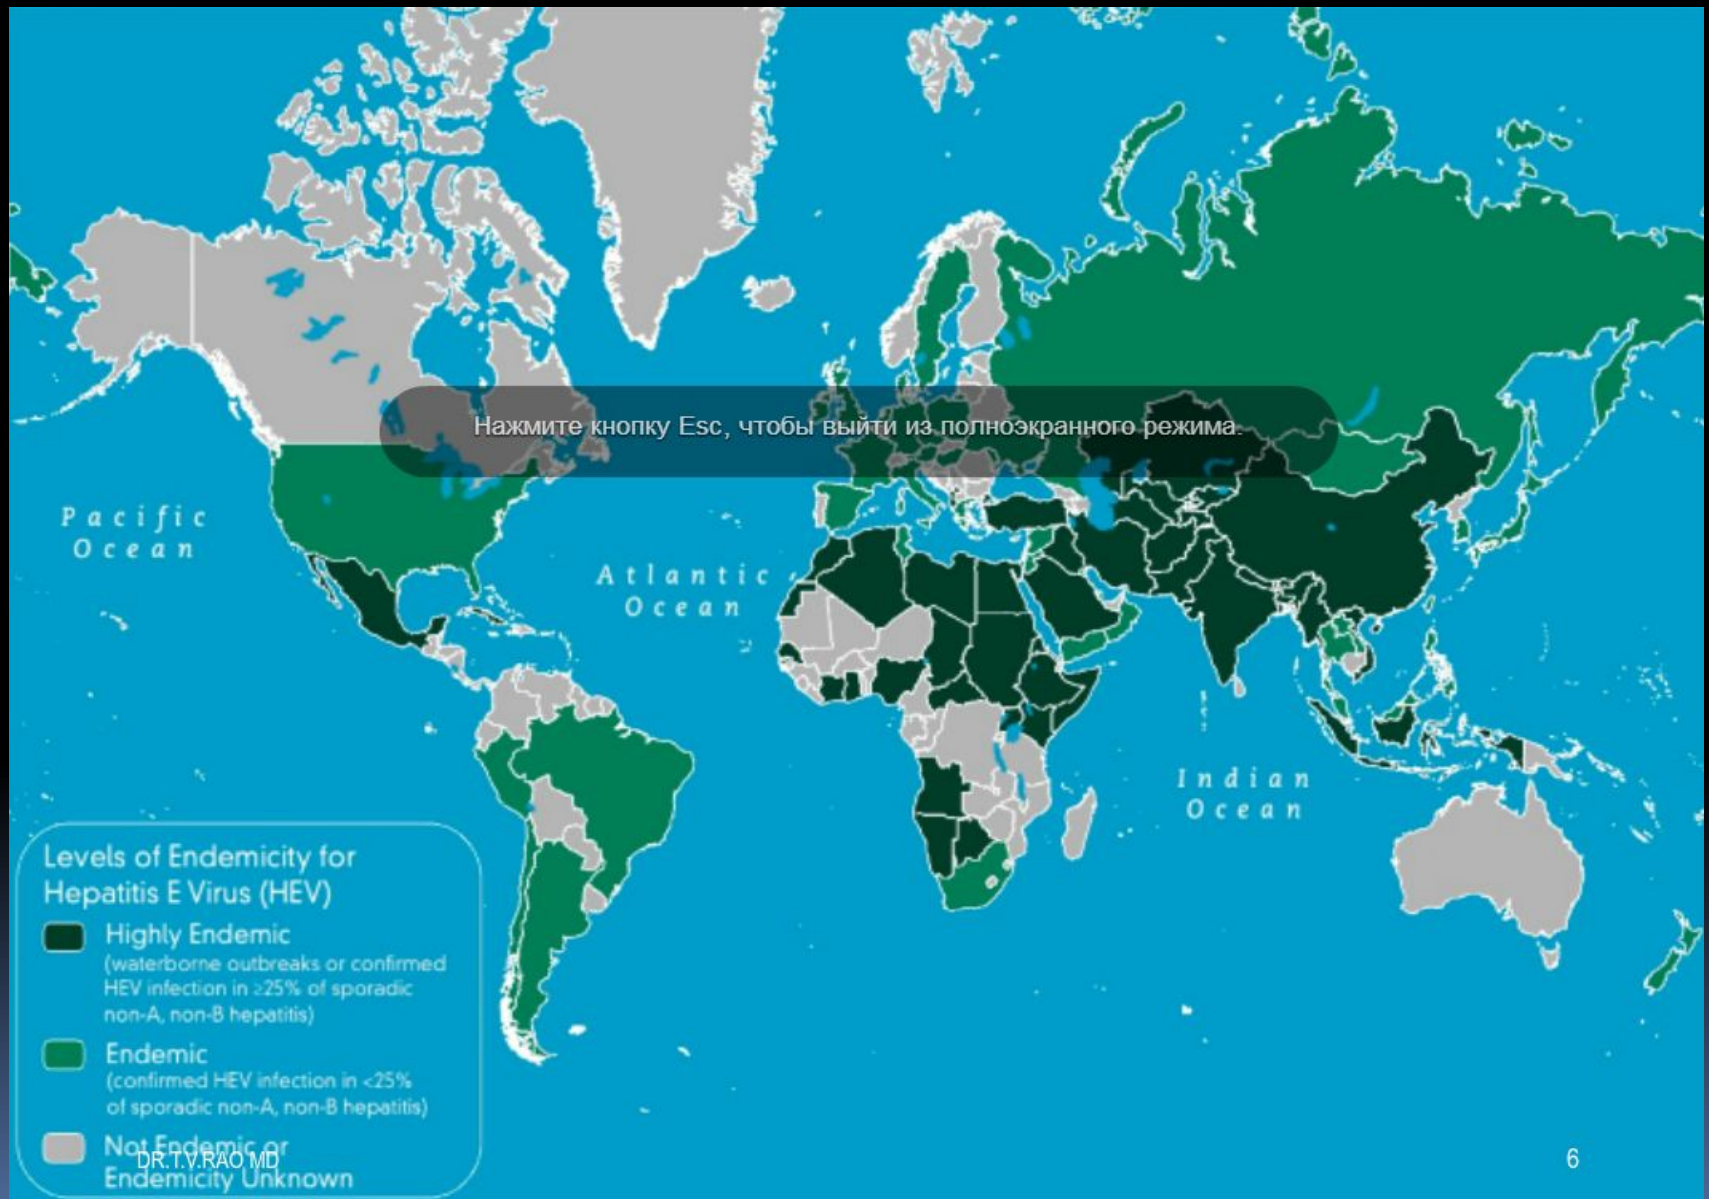 Нажмите кнопку Esc, чтобы выйти из полноэкранного режима.
Pacific
Ocean
Atlantic
Ocean
Indian
Ocean
Levels of Endemicity for
Hepatitis E Virus (HEV)
Highly Endemic
(waterborne outbreaks or confirmed
HEV infection in ≥25% of sporadic
non-A, non-B hepatitis)
Endemic
(confirmed HEV infection in <25%
of sporadic non-A, non-B hepatitis)
Not Endemic or
Endemicity Unknown
DR.T.V.RAO MD
6